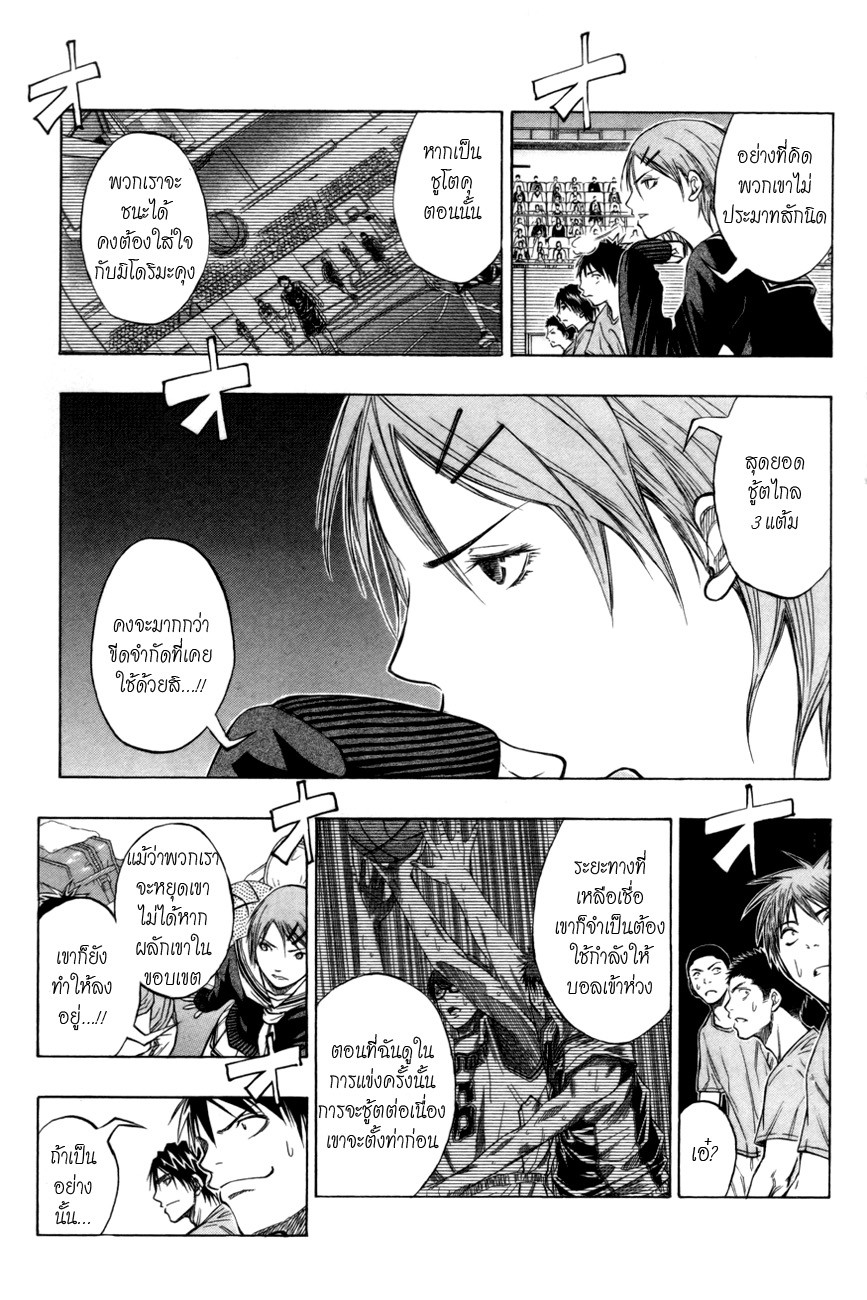 オ
オ
อย่างที่คิด
พวกเขาไม่
ประมาทสักนิด
หากเป็น
ชูโตคุ
ตอนนั้น
พวกเราจะ
ชนะได้
คงต้องใส่ใจ
กับมิโดริมะคุง
オ
สุดยอด
ชู้ตไกล
3 แต้ม
คงจะมากกว่า
ขีดจำกัดที่เคย
ใช้ด้วยสิ...!!
オ
オ
เอ๋?
ระยะทางที่
เหลือเชื่อ
เขาก็จำเป็นต้อง
ใช้กำลังให้
บอลเข้าห่วง
ตอนที่ฉันดูใน
การแข่งครั้งนั้น
การจะชู้ตต่อเนื่อง
เขาจะตั้งท่าก่อน
แม้ว่าพวกเรา
จะหยุดเขา
ไม่ได้หาก
ผลักเขาใน
ขอบเขต
เขาก็ยัง
ทำให้ลง
อยู่...!!
オ
ถ้าเป็น
อย่าง
นั้น...